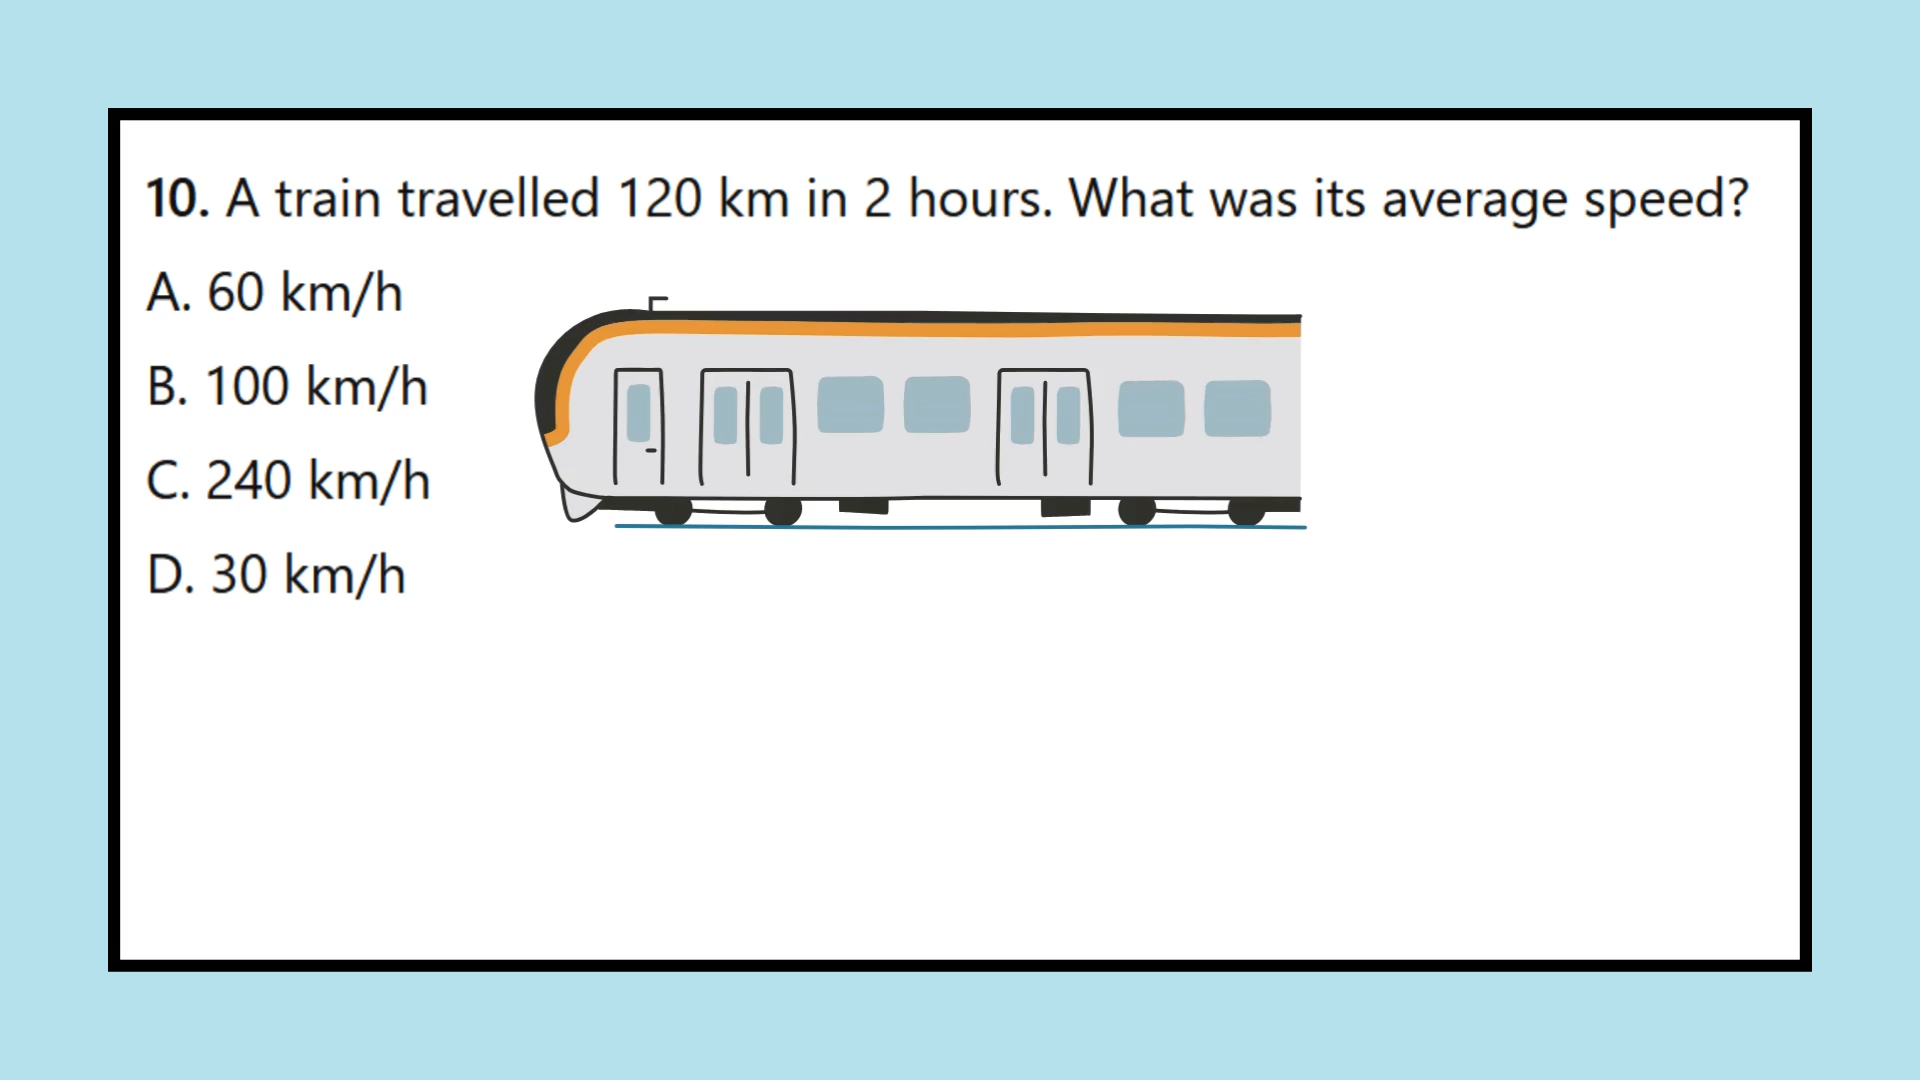 10. A train travelled 120 km in 2 hours. What was its average speed?
A. 60 km/h
B. 100 km/h
C. 240 km/h
D. 30 km/h